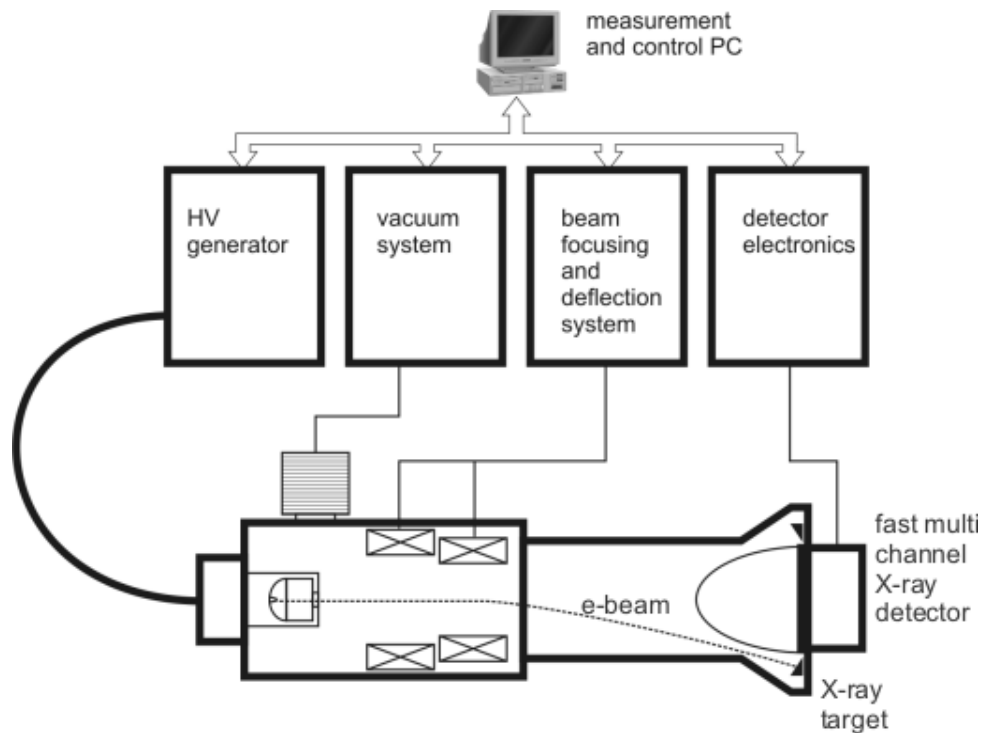 measurement
and control PC
HV
generator
vacuum
system
beam
focusing
and
deflection
system
detector
electronics
fast multi
channel
X-ray
detector
e-beam
X-ray
target